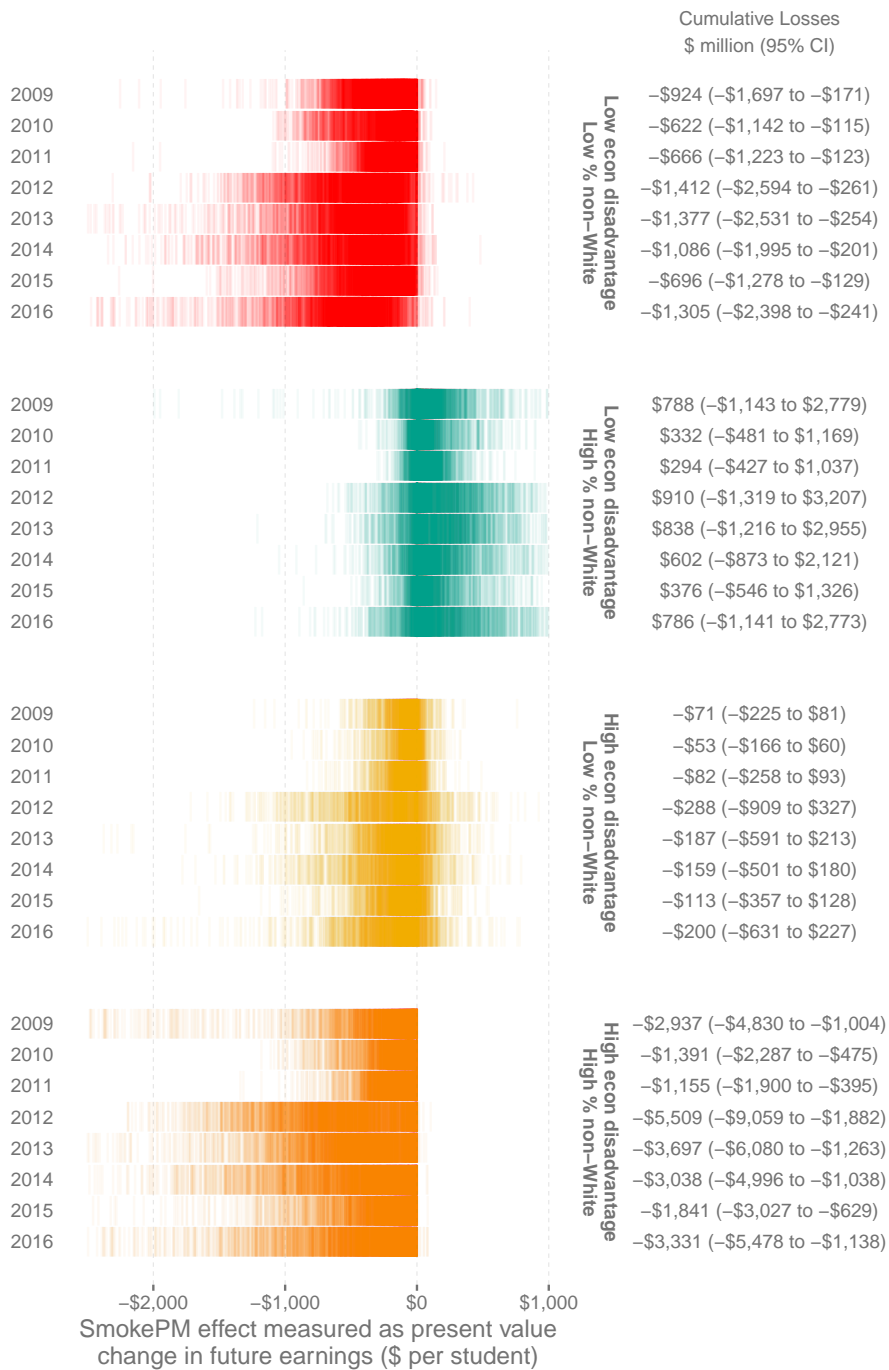 Cumulative Losses
$ million (95% CI)
Low econ disadvantage
Low % non−White
2009 −$924 (−$1,697 to −$171)
2010 −$622 (−$1,142 to −$115)
2011 −$666 (−$1,223 to −$123)
2012 −$1,412 (−$2,594 to −$261)
2013 −$1,377 (−$2,531 to −$254)
2014 −$1,086 (−$1,995 to −$201)
2015 −$696 (−$1,278 to −$129)
2016 −$1,305 (−$2,398 to −$241)
Low econ disadvantage
High % non−White
2009 $788 (−$1,143 to $2,779)
2010 $332 (−$481 to $1,169)
2011 $294 (−$427 to $1,037)
2012 $910 (−$1,319 to $3,207)
2013 $838 (−$1,216 to $2,955)
2014 $602 (−$873 to $2,121)
2015 $376 (−$546 to $1,326)
2016 $786 (−$1,141 to $2,773)
High econ disadvantage
Low % non−White
2009 −$71 (−$225 to $81)
2010 −$53 (−$166 to $60)
2011 −$82 (−$258 to $93)
2012 −$288 (−$909 to $327)
2013 −$187 (−$591 to $213)
2014 −$159 (−$501 to $180)
2015 −$113 (−$357 to $128)
2016 −$200 (−$631 to $227)
High econ disadvantage
High % non−White
2009 −$2,937 (−$4,830 to −$1,004)
2010 −$1,391 (−$2,287 to −$475)
2011 −$1,155 (−$1,900 to −$395)
2012 −$5,509 (−$9,059 to −$1,882)
2013 −$3,697 (−$6,080 to −$1,263)
2014 −$3,038 (−$4,996 to −$1,038)
2015 −$1,841 (−$3,027 to −$629)
2016 −$3,331 (−$5,478 to −$1,138)
−$2,000 −$1,000 $0 $1,000
SmokePM effect measured as present value
change in future earnings ($ per student)